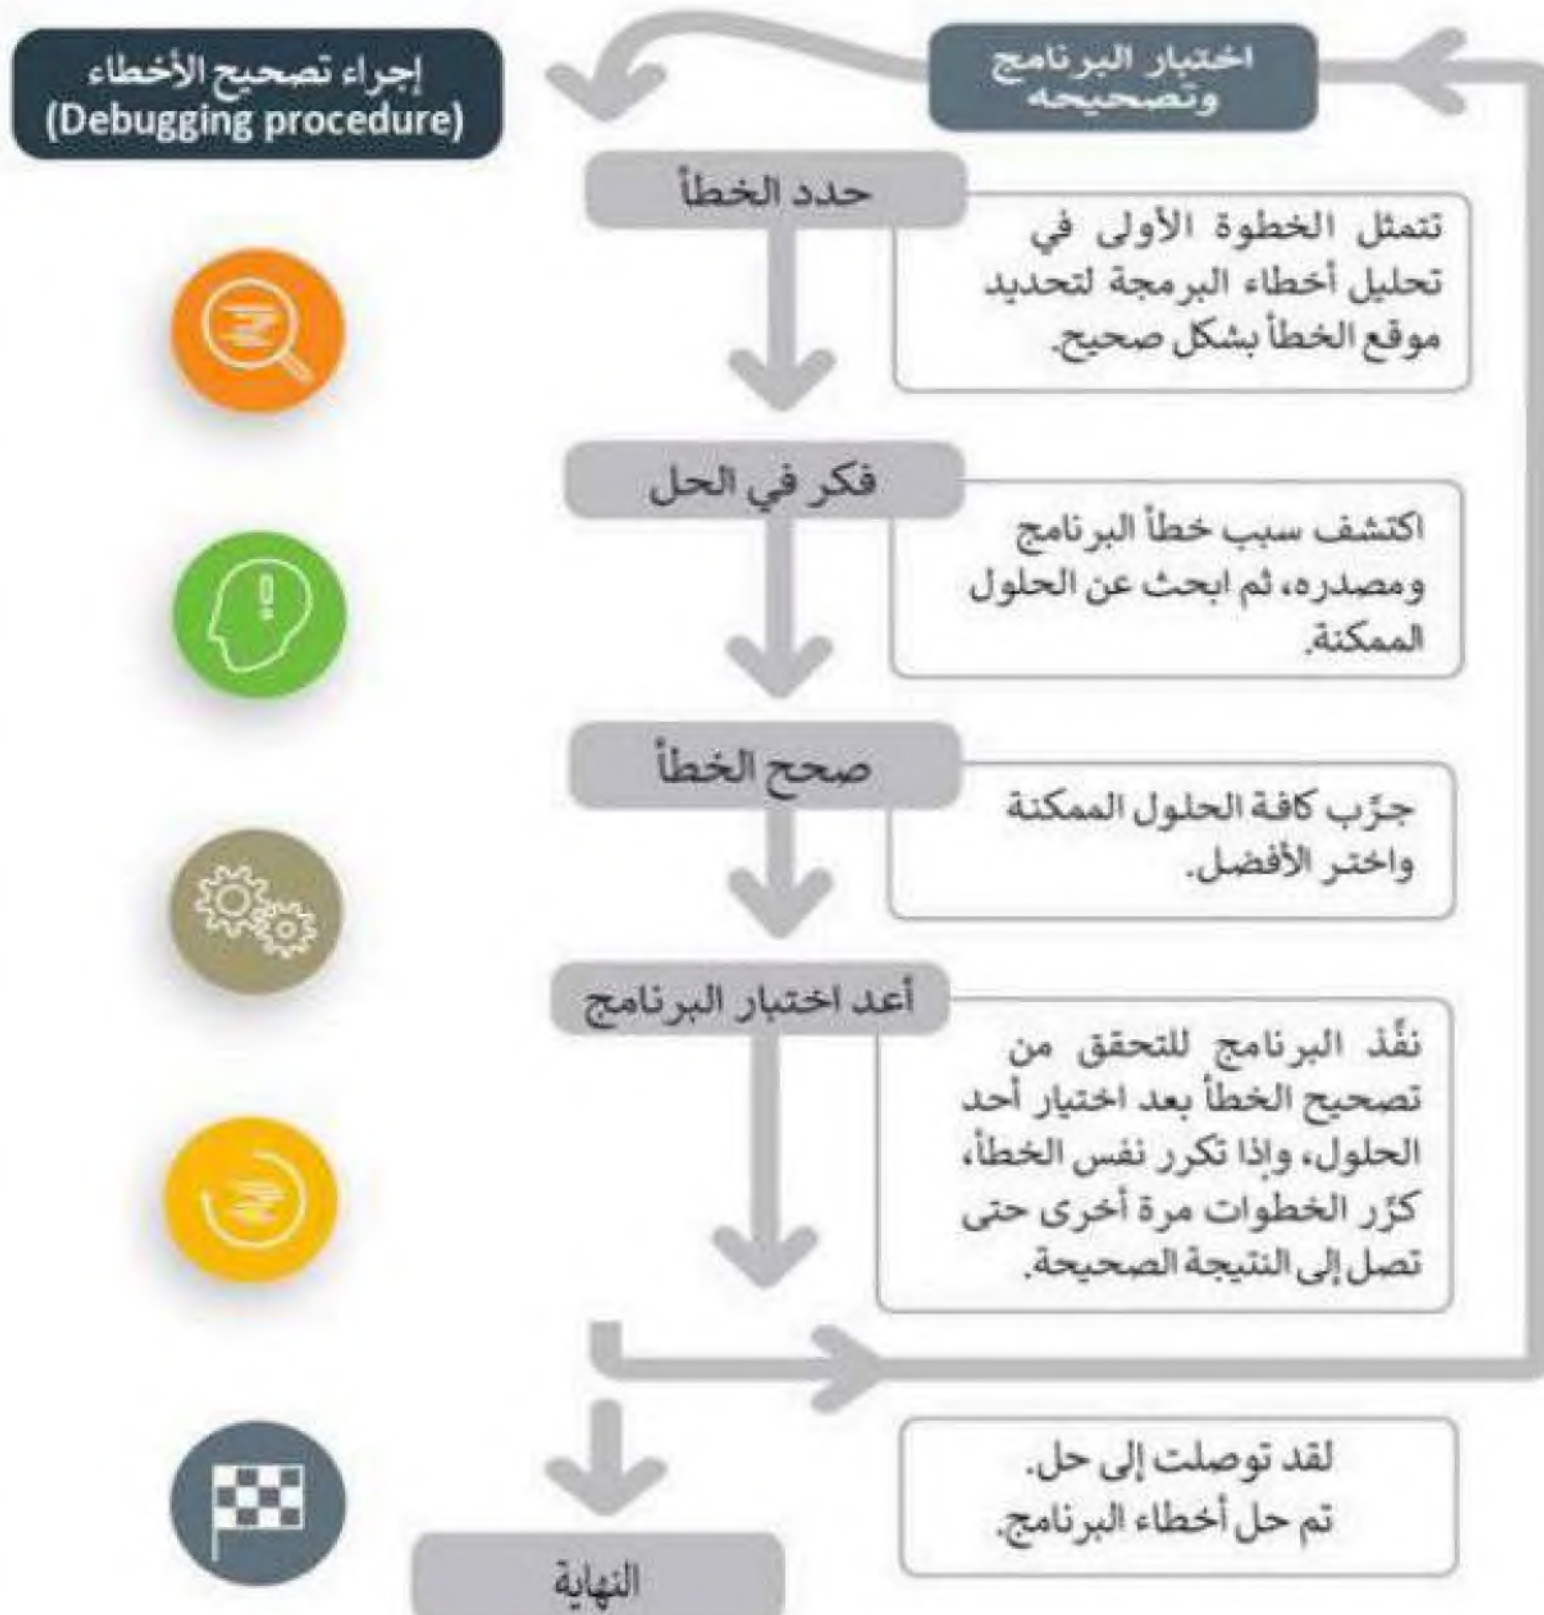 إجراء تصحيح الأخطاء
(Debugging procedure)
اختبار البرنامج
وتصحيحه
حدد الخطأ
تتمثل الخطوة الأولى في
تحليل أخطاء البرمجة لتحديد
موقع الخطأ بشكل صحيح.
فكر في الحل
اكتشف سبب خطأ البرنامج
ومصدره، ثم ابحث عن الحلول
الممكنة.
صحح الخطأ
جرِّب كافة الحلول الممكنة
واختر الأفضل.
أعد اختبار البرنامج
نفِّذ البرنامج للتحقق من
تصحيح الخطأ بعد اختيار أحد
الحلول، وإذا تكرر نفس الخطأ،
كرِّر الخطوات مرة أخرى حتى
تصل إلى النتيجة الصحيحة.
لقد توصلت إلى حل.
تم حل أخطاء البرنامج.
النهاية